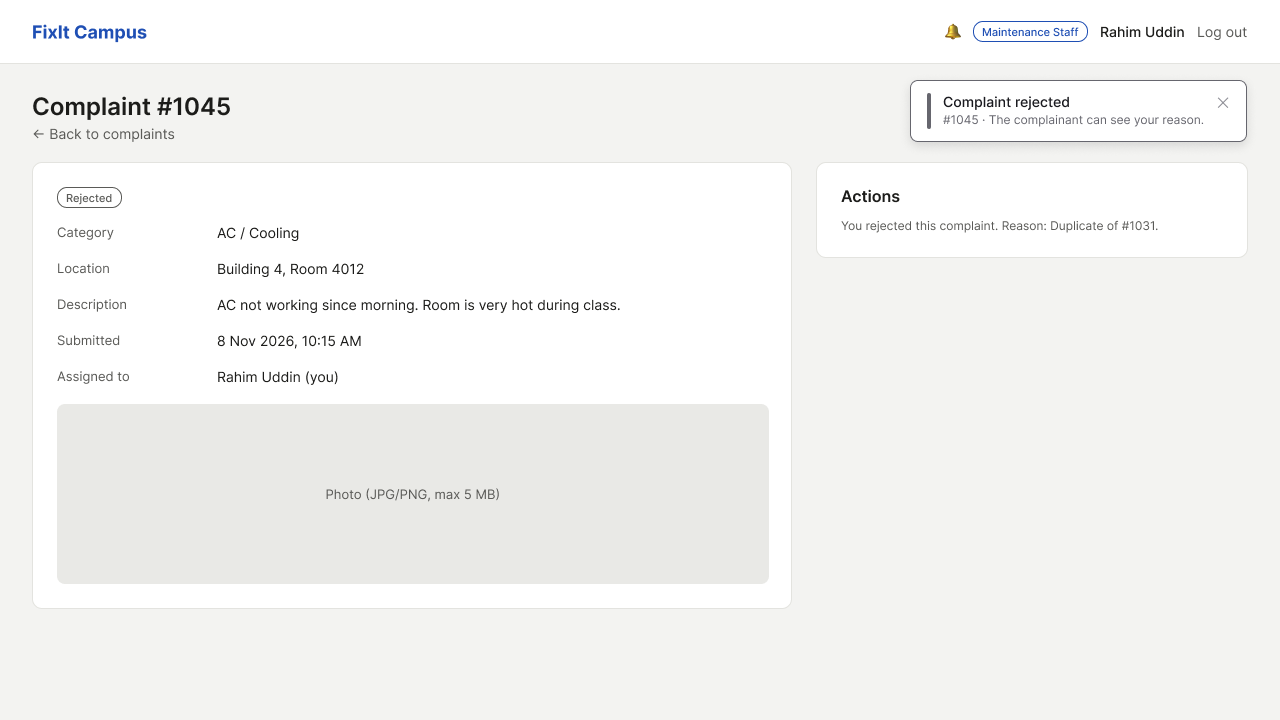 FixIt Campus
Maintenance Staff
Rahim Uddin
Log out
Complaint #1045
← Back to complaints
Complaint rejected
#1045 · The complainant can see your reason.
Rejected
Category AC / Cooling
Location Building 4, Room 4012
Description AC not working since morning. Room is very hot during class.
Submitted 8 Nov 2026, 10:15 AM
Assigned to Rahim Uddin (you)
Photo (JPG/PNG, max 5 MB)
Actions
You rejected this complaint. Reason: Duplicate of #1031.